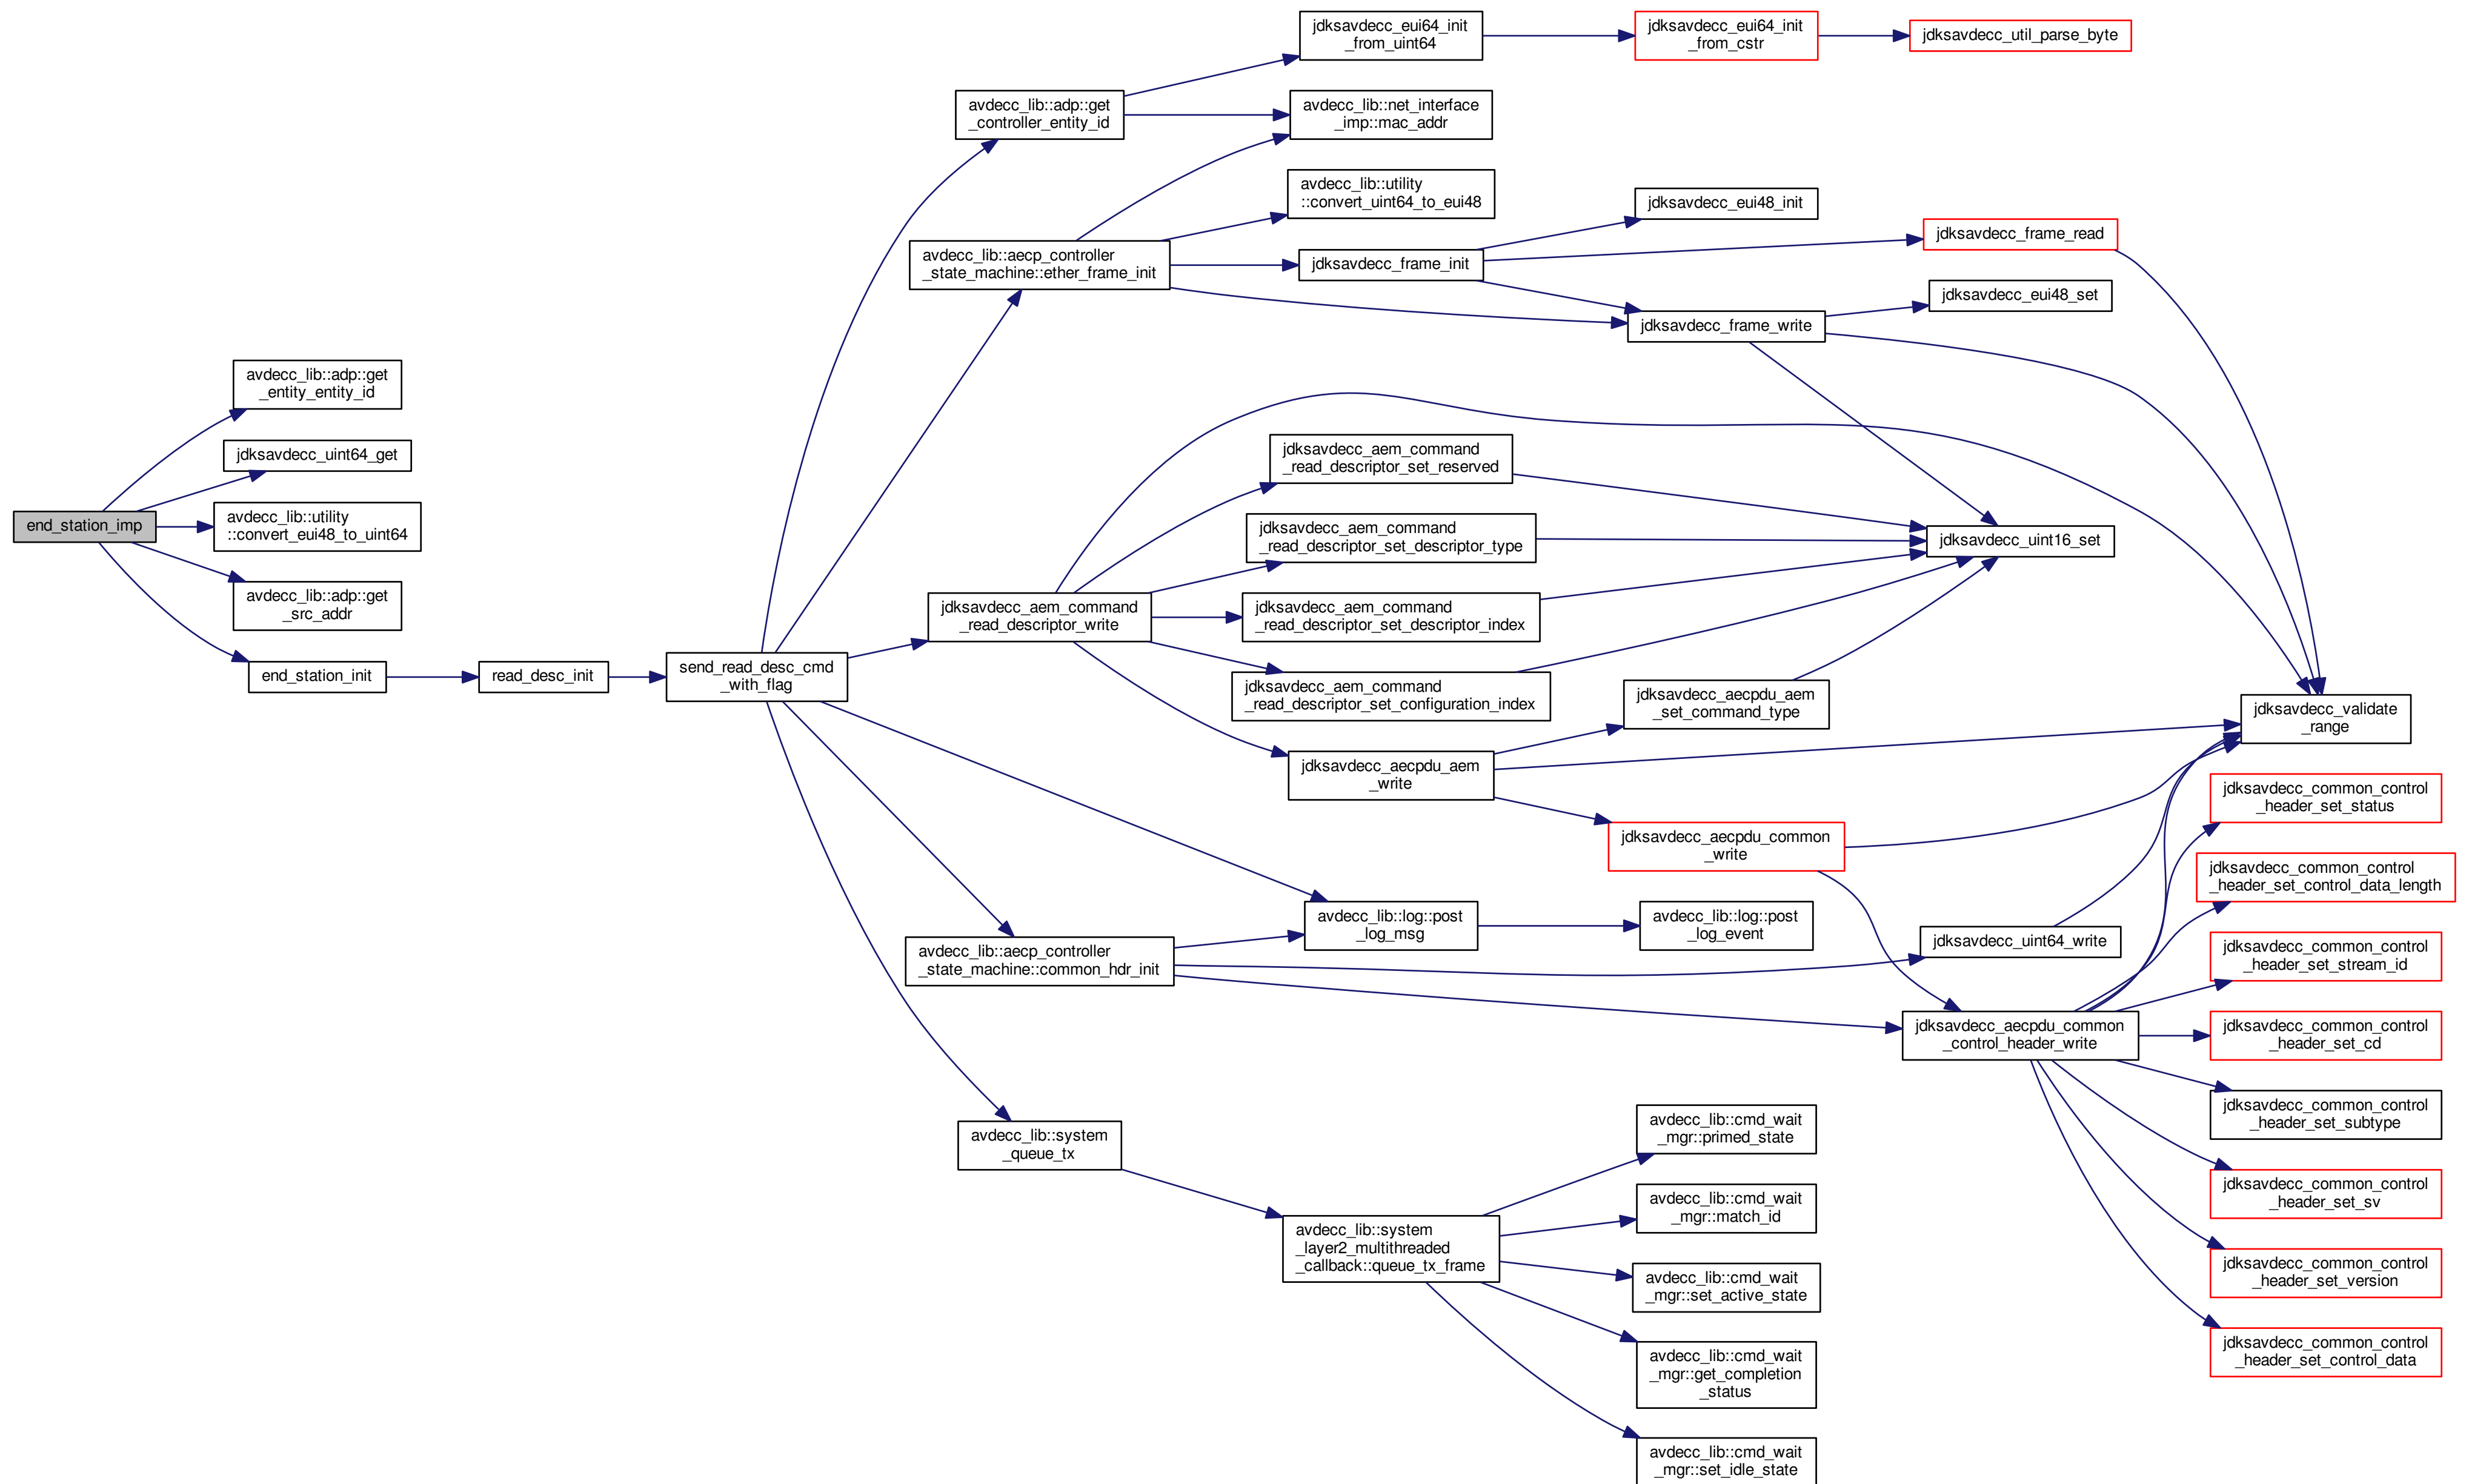 end_station_imp
avdecc_lib::adp::get
_entity_entity_id
jdksavdecc_uint64_get
avdecc_lib::utility
::convert_eui48_to_uint64
avdecc_lib::adp::get
_src_addr
end_station_init
read_desc_init
send_read_desc_cmd
_with_flag
avdecc_lib::adp::get
_controller_entity_id
avdecc_lib::aecp_controller
_state_machine::ether_frame_init
jdksavdecc_aem_command
_read_descriptor_write
avdecc_lib::aecp_controller
_state_machine::common_hdr_init
avdecc_lib::system
_queue_tx
jdksavdecc_eui64_init
_from_uint64
avdecc_lib::net_interface
_imp::mac_addr
avdecc_lib::utility
::convert_uint64_to_eui48
jdksavdecc_frame_init
jdksavdecc_aem_command
_read_descriptor_set_reserved
jdksavdecc_aem_command
_read_descriptor_set_descriptor_type
jdksavdecc_aem_command
_read_descriptor_set_descriptor_index
jdksavdecc_aem_command
_read_descriptor_set_configuration_index
jdksavdecc_aecpdu_aem
_write
avdecc_lib::log::post
_log_msg
avdecc_lib::system
_layer2_multithreaded
_callback::queue_tx_frame
jdksavdecc_eui64_init
_from_cstr
jdksavdecc_eui48_init
jdksavdecc_frame_write
jdksavdecc_aecpdu_aem
_set_command_type
jdksavdecc_aecpdu_common
_write
avdecc_lib::log::post
_log_event
avdecc_lib::cmd_wait
_mgr::primed_state
avdecc_lib::cmd_wait
_mgr::match_id
avdecc_lib::cmd_wait
_mgr::set_active_state
avdecc_lib::cmd_wait
_mgr::get_completion
_status
avdecc_lib::cmd_wait
_mgr::set_idle_state
jdksavdecc_util_parse_byte
jdksavdecc_frame_read
jdksavdecc_eui48_set
jdksavdecc_uint16_set
jdksavdecc_uint64_write
jdksavdecc_aecpdu_common
_control_header_write
jdksavdecc_validate
_range
jdksavdecc_common_control
_header_set_status
jdksavdecc_common_control
_header_set_control_data_length
jdksavdecc_common_control
_header_set_stream_id
jdksavdecc_common_control
_header_set_cd
jdksavdecc_common_control
_header_set_subtype
jdksavdecc_common_control
_header_set_sv
jdksavdecc_common_control
_header_set_version
jdksavdecc_common_control
_header_set_control_data